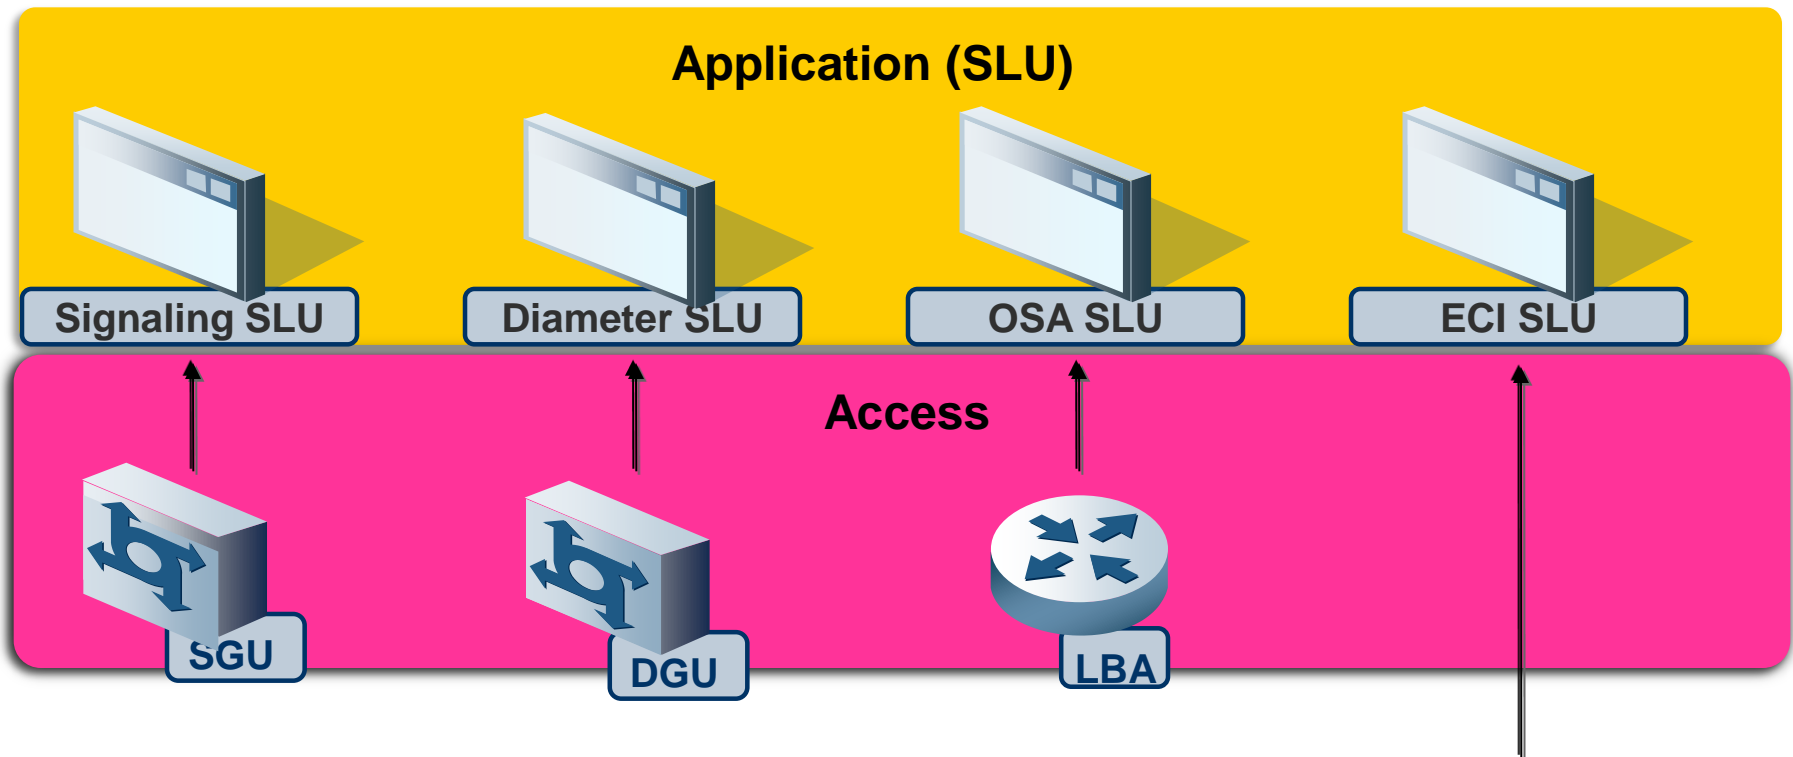 Application (SLU)
Signaling SLU
Diameter SLU
OSA SLU
ECI SLU
Access
SGU
DGU
LBA